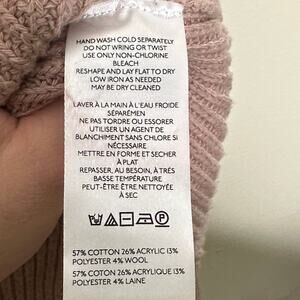 HAND WASH COLD SEPARATELY
DO NOT WRING OR TWIST
USE ONLY NON-CHLORINE
BLEACH
RESHAPE AND LAY FLAT TO DRY
LOW IRON AS NEEDED
MAY BE DRY CLEANED
LAVER À LA MAIN À L'EAU FROIDE
SÉPARÉMEN
NE PAS TORDRE OU ESSORER
UTILISER UN AGENT DE
BLANCHIMENT SANS CHLORE SI
NÉCESSAIRE
METTRE EN FORME ET SECHER
À PLAT
REPASSER, AU BESOIN, À TRÈS
BASSE TEMPÉRATURE
PEUT-ÊTRE ÊTRE NETTOYÉE
À SEC
57% COTTON 26% ACRYLIC 13%
POLYESTER 4% WOOL
57% COTON 26% ACRYLIQUE 13%
POLYESTER 4% LAINE